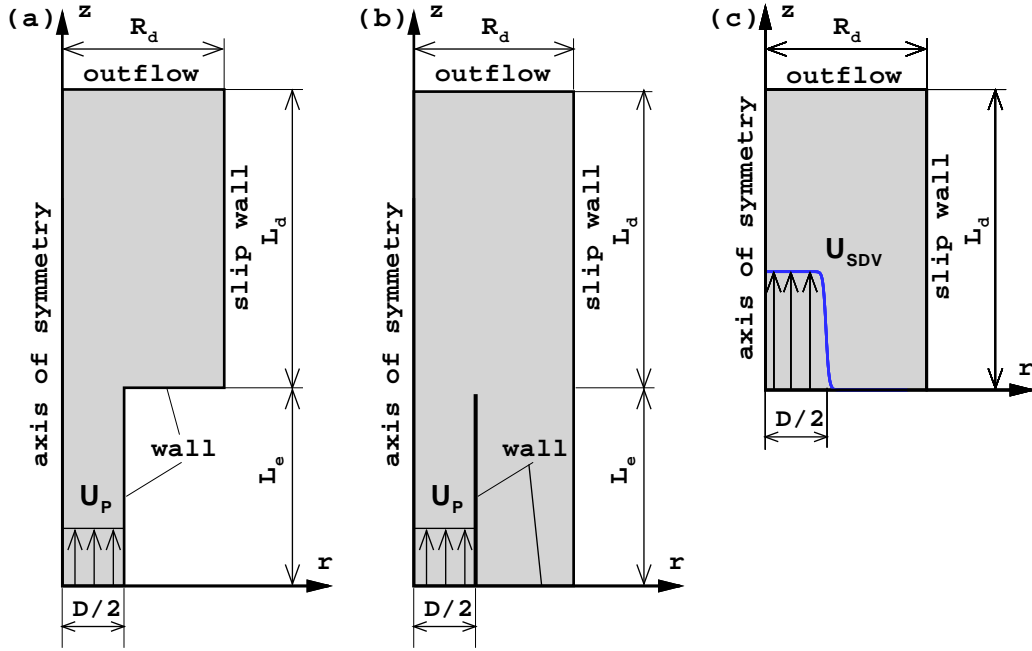 (a)
z
R_d
outflow
axis of symmetry
slip wall
L_d
wall
L_e
U_P
r
D/2
(b)
z
R_d
outflow
axis of symmetry
slip wall
L_d
wall
L_e
U_P
r
D/2
(c)
z
R_d
outflow
axis of symmetry
slip wall
L_d
U_SDV
r
D/2